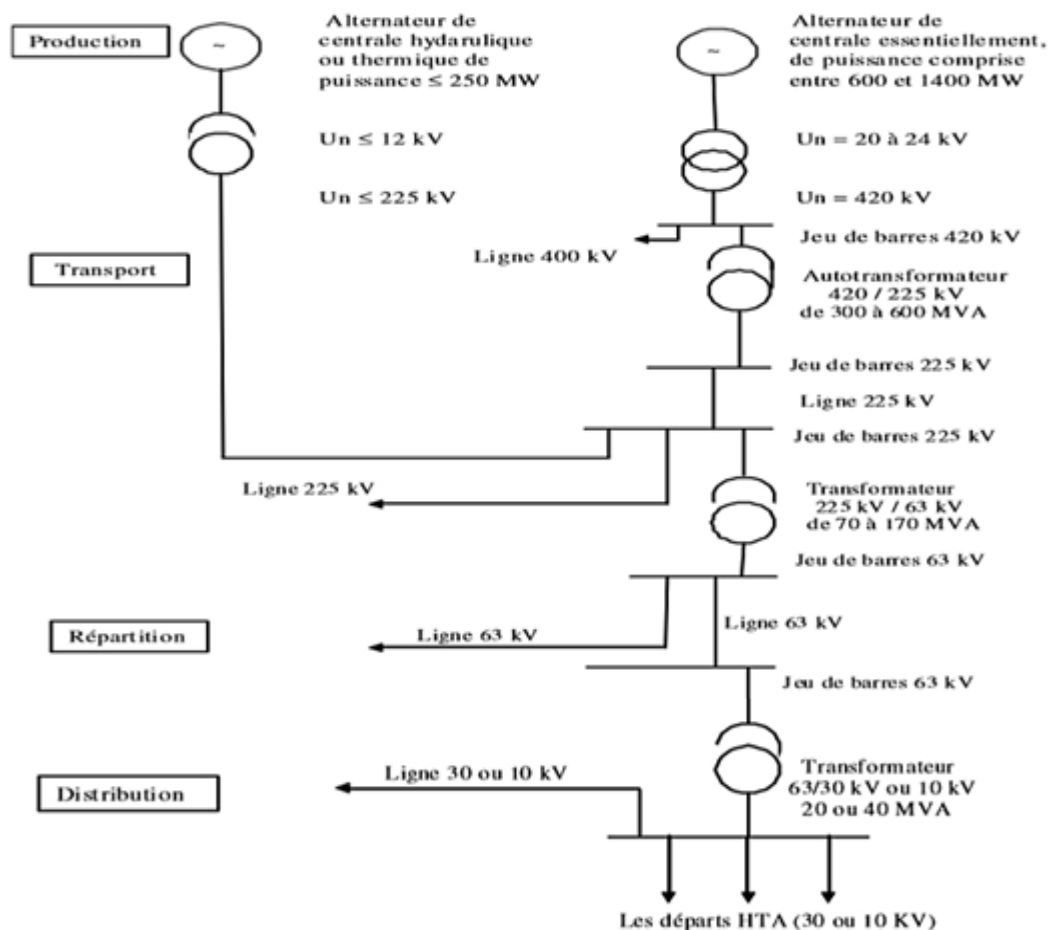 Production
~
Alternateur de
centrale hydarulique
ou thermique de
puissance ≤ 250 MW
~
Alternateur de
centrale essentiellement,
de puissance comprise
entre 600 et 1400 MW
Un ≤ 12 kV
Un = 20 à 24 kV
Un ≤ 225 kV
Un = 420 kV
Jeu de barres 420 kV
Ligne 400 kV
Transport
Autotransformateur
420 / 225 kV
de 300 à 600 MVA
Jeu de barres 225 kV
Ligne 225 kV
Jeu de barres 225 kV
Ligne 225 kV
Transformateur
225 kV / 63 kV
de 70 à 170 MVA
Jeu de barres 63 kV
Répartition
Ligne 63 kV
Ligne 63 kV
Jeu de barres 63 kV
Distribution
Ligne 30 ou 10 kV
Transformateur
63/30 kV ou 10 kV
20 ou 40 MVA
Les départs HTA (30 ou 10 KV)